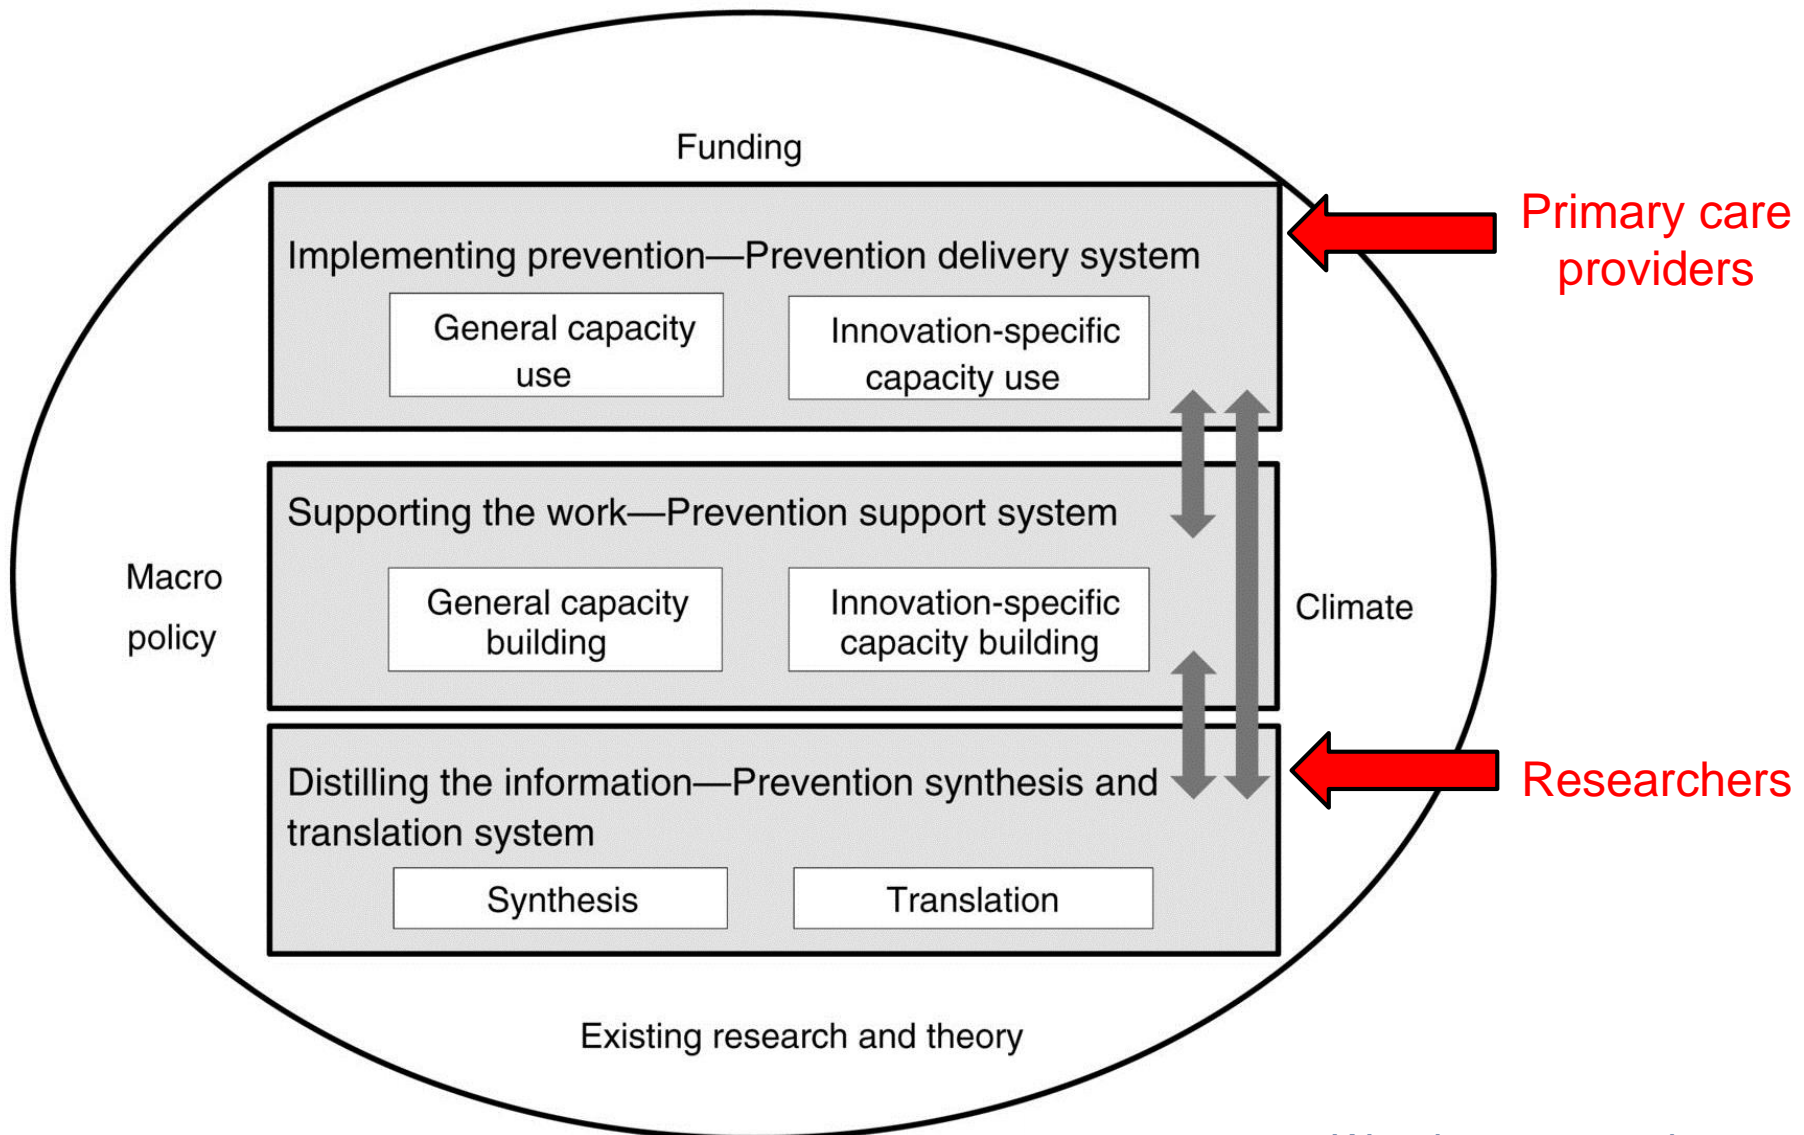 Funding
Implementing prevention—Prevention delivery system
General capacity
use
Innovation-specific
capacity use
Primary care
providers
Supporting the work—Prevention support system
General capacity
building
Innovation-specific
capacity building
Macro
policy
Climate
Distilling the information—Prevention synthesis and
translation system
Synthesis
Translation
Researchers
Existing research and theory